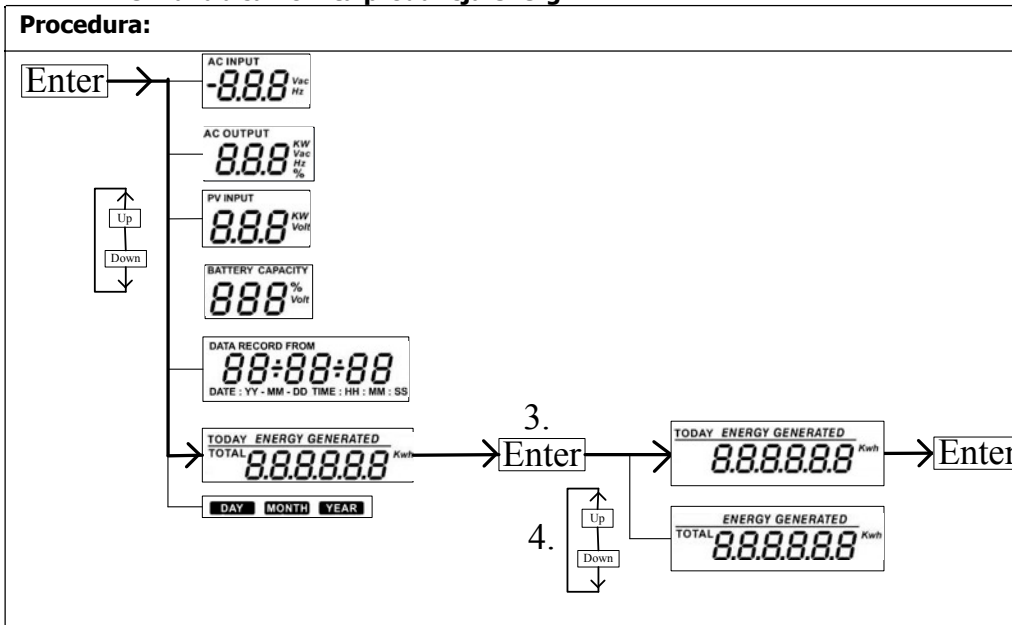 Procedura:
Enter
AC INPUT
-8.8.8 Vac
Hz
AC OUTPUT
8.8.8 KW
Vac
Hz
%
Up
Down
PV INPUT
8.8.8 KW
Volt
BATTERY CAPACITY
888 %
Volt
DATA RECORD FROM
88:88:88
DATE : YY - MM - DD TIME : HH : MM : SS
TODAY ENERGY GENERATED
TOTAL 8.8.8.8.8.8 Kwh
DAY MONTH YEAR
3.
Enter
4.
Up
Down
TODAY ENERGY GENERATED
8.8.8.8.8.8 Kwh
ENERGY GENERATED
TOTAL 8.8.8.8.8.8 Kwh
Enter